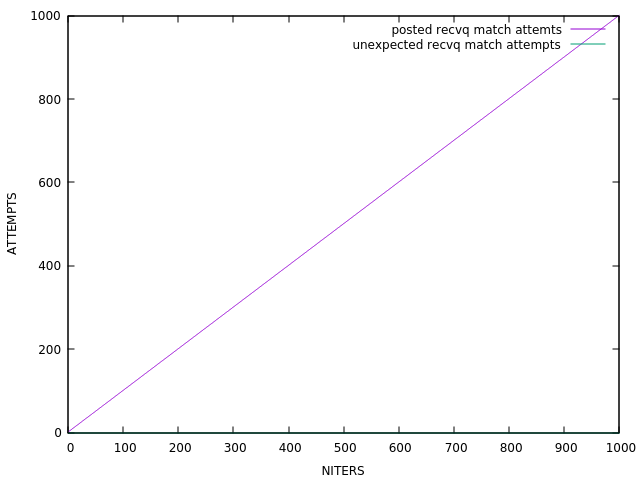 1000
800
600
400
200
0
ATTEMPTS
posted recvq match attemts
unexpected recvq match attempts
0 100 200 300 400 500 600 700 800 900 1000
NITERS